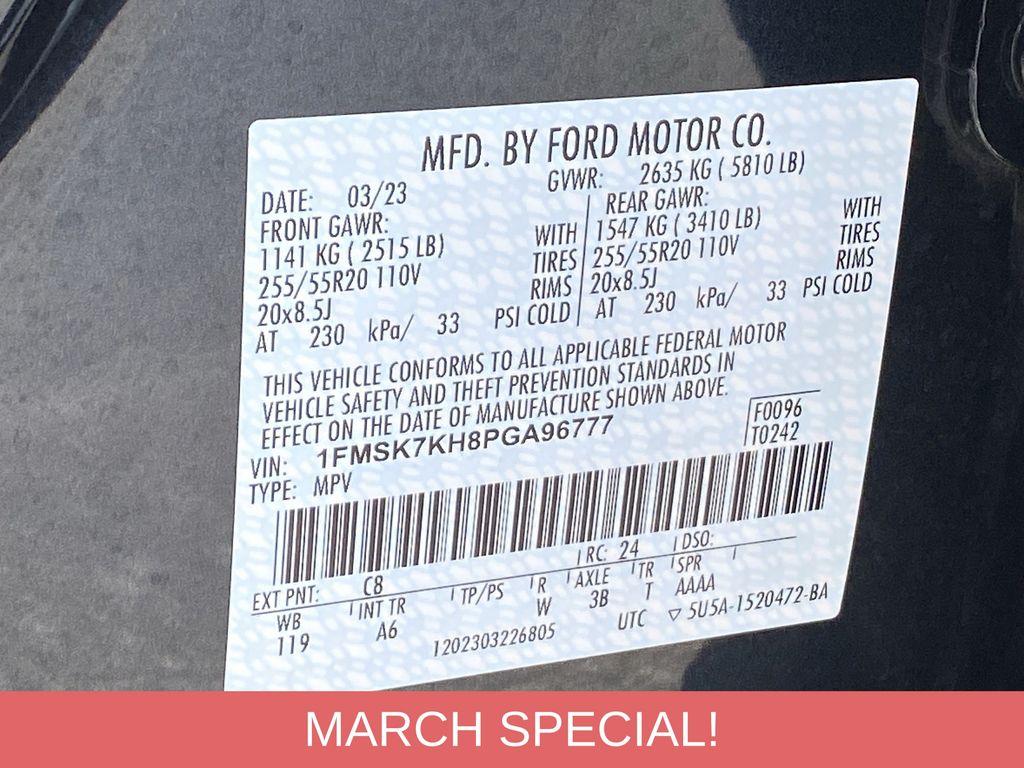 MFD. BY FORD MOTOR CO.
DATE: 03/23 GVWR: 2635 KG ( 5810 LB)
FRONT GAWR: REAR GAWR:
1141 KG ( 2515 LB) WITH 1547 KG ( 3410 LB) WITH
255/55R20 110V TIRES 255/55R20 110V TIRES
20x8.5J RIMS 20x8.5J RIMS
AT 230 kPa/ 33 PSI COLD AT 230 kPa/ 33 PSI COLD
THIS VEHICLE CONFORMS TO ALL APPLICABLE FEDERAL MOTOR
VEHICLE SAFETY AND THEFT PREVENTION STANDARDS IN
EFFECT ON THE DATE OF MANUFACTURE SHOWN ABOVE.
VIN: 1FMSK7KH8PGA96777 F0096
TYPE: MPV T0242
EXT PNT: C8 RC: 24 DSO:
WB INT TR TP/PS R AXLE TR SPR
119 A6 W 3B T AAAA
1202303226805 UTC ▽ 5U5A-1520472-BA
MARCH SPECIAL!